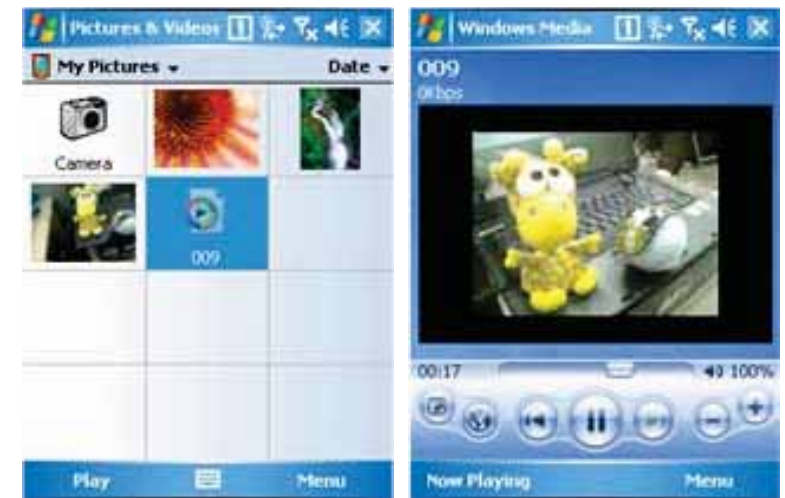 Pictures & Videos
My Pictures
Date
Camera
009
Play
Menu
Windows Media
009
0Kbps
00:17
100%
Now Playing
Menu